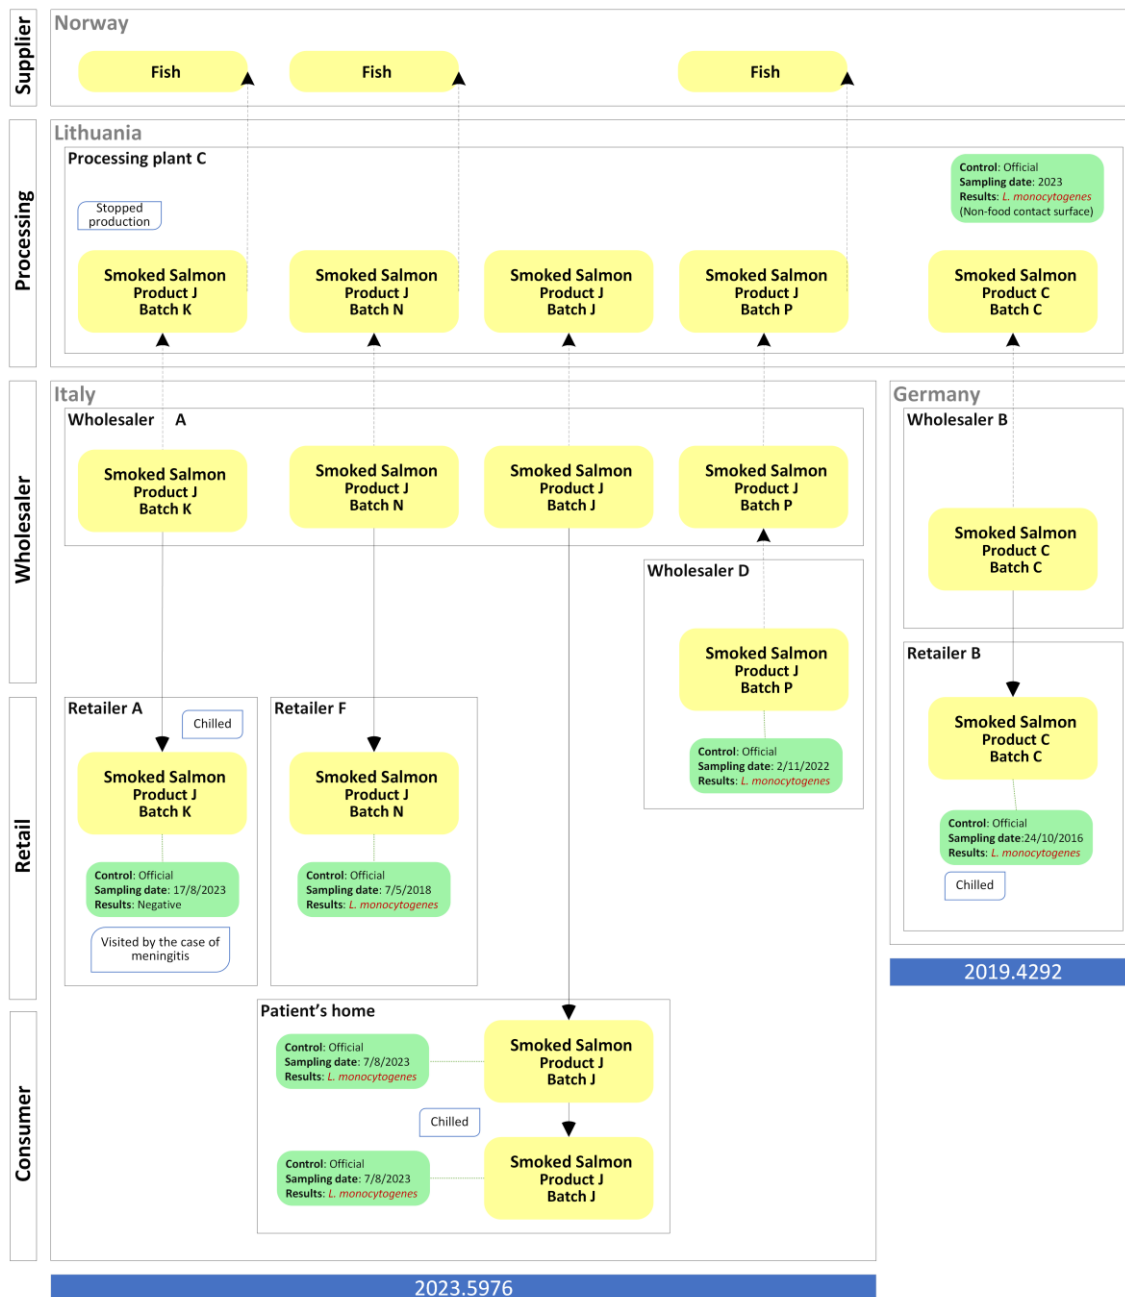 Supplier
Norway
Fish
Fish
Fish
Processing
Lithuania
Processing plant C
Stopped
production
Control: Official
Sampling date: 2023
Results: L. monocytogenes
(Non-food contact surface)
Smoked Salmon
Product J
Batch K
Smoked Salmon
Product J
Batch N
Smoked Salmon
Product J
Batch J
Smoked Salmon
Product J
Batch P
Smoked Salmon
Product C
Batch C
Wholesaler
Italy
Wholesaler A
Smoked Salmon
Product J
Batch K
Smoked Salmon
Product J
Batch N
Smoked Salmon
Product J
Batch J
Smoked Salmon
Product J
Batch P
Wholesaler D
Smoked Salmon
Product J
Batch P
Control: Official
Sampling date: 2/11/2022
Results: L. monocytogenes
Germany
Wholesaler B
Smoked Salmon
Product C
Batch C
Retailer B
Smoked Salmon
Product C
Batch C
Control: Official
Sampling date:24/10/2016
Results: L. monocytogenes
Chilled
2019.4292
Retail
Retailer A
Chilled
Smoked Salmon
Product J
Batch K
Control: Official
Sampling date: 17/8/2023
Results: Negative
Visited by the case of
meningitis
Retailer F
Smoked Salmon
Product J
Batch N
Control: Official
Sampling date: 7/5/2018
Results: L. monocytogenes
Consumer
Patient's home
Control: Official
Sampling date: 7/8/2023
Results: L. monocytogenes
Smoked Salmon
Product J
Batch J
Chilled
Control: Official
Sampling date: 7/8/2023
Results: L. monocytogenes
Smoked Salmon
Product J
Batch J
2023.5976